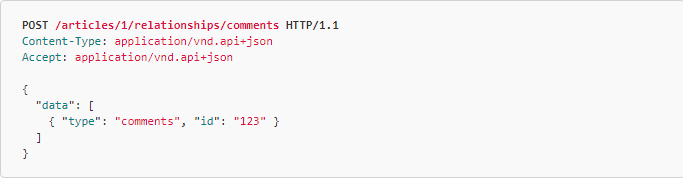 POST /articles/1/relationships/comments HTTP/1.1
Content-Type: application/vnd.api+json
Accept: application/vnd.api+json

{
  "data": [
    { "type": "comments", "id": "123" }
  ]
}